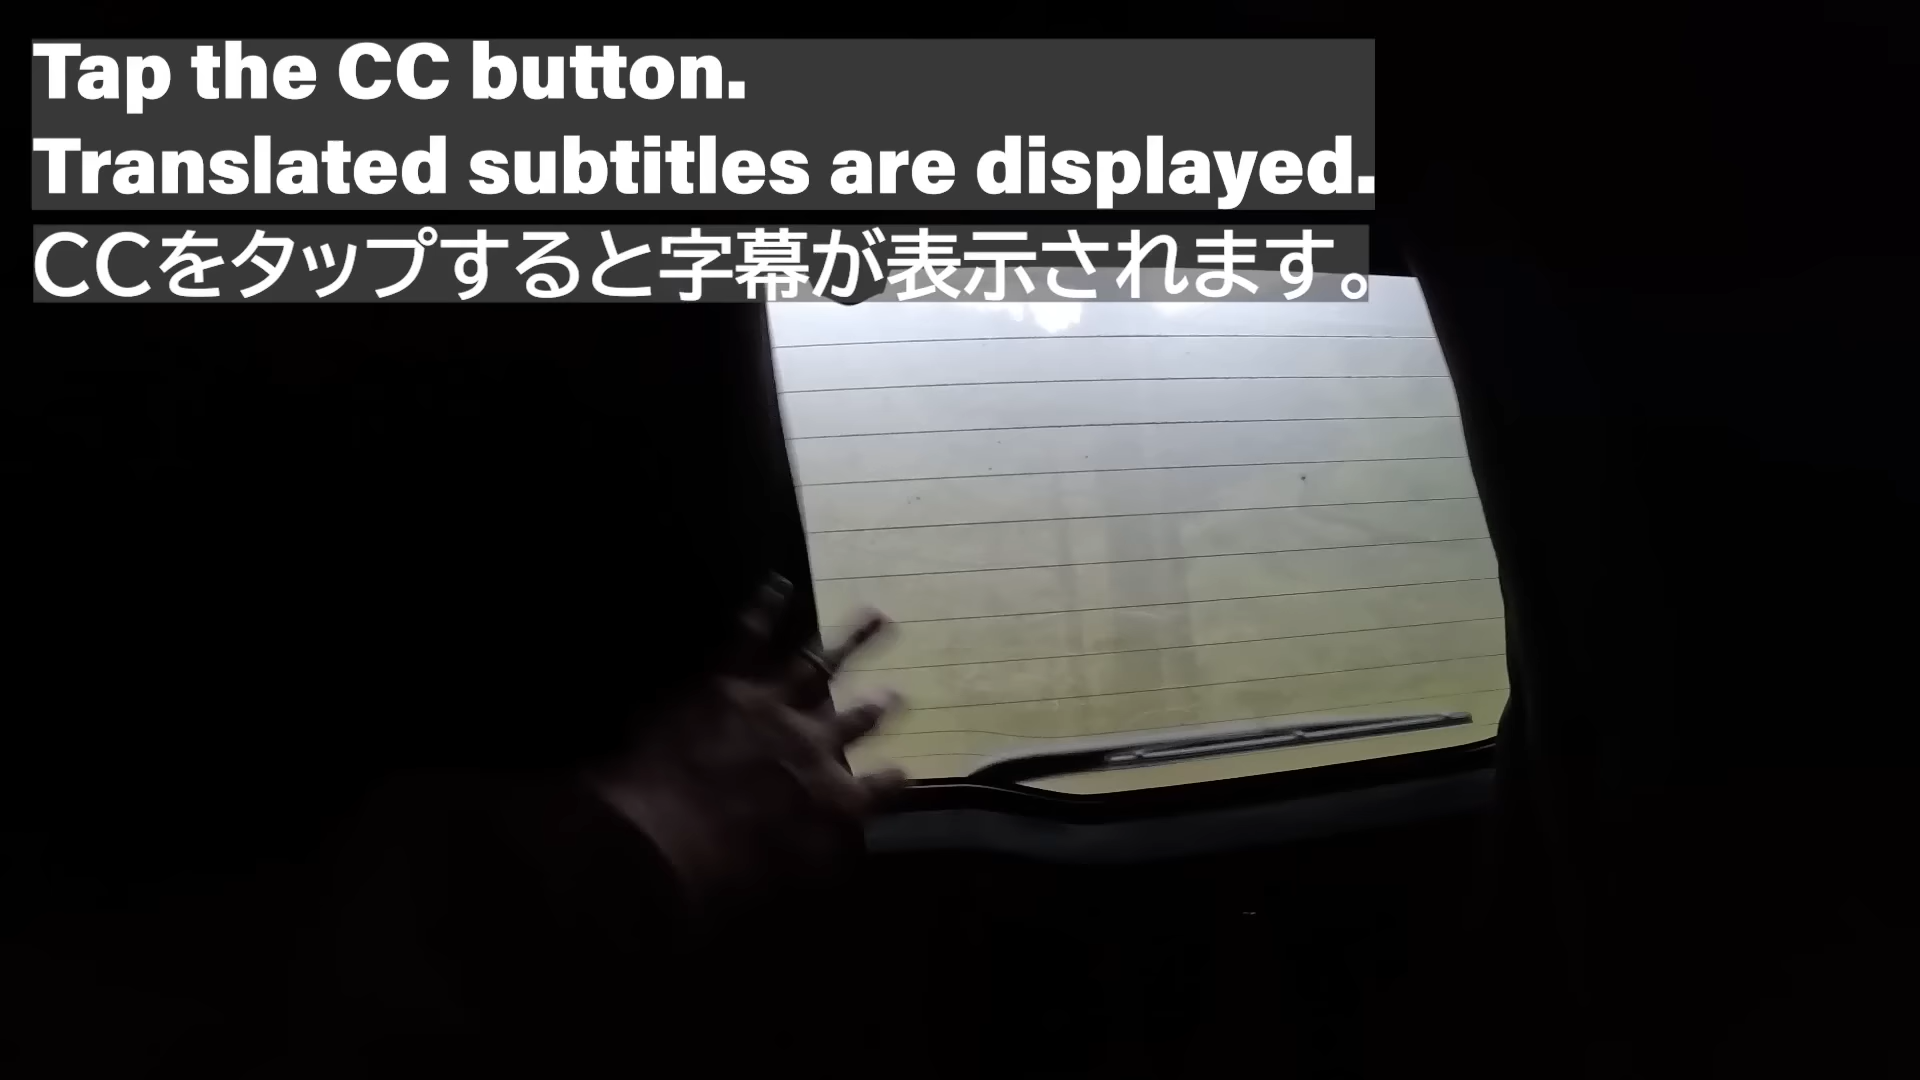 Tap the CC button.
Translated subtitles are displayed.
CCをタップすると字幕が表示されます。